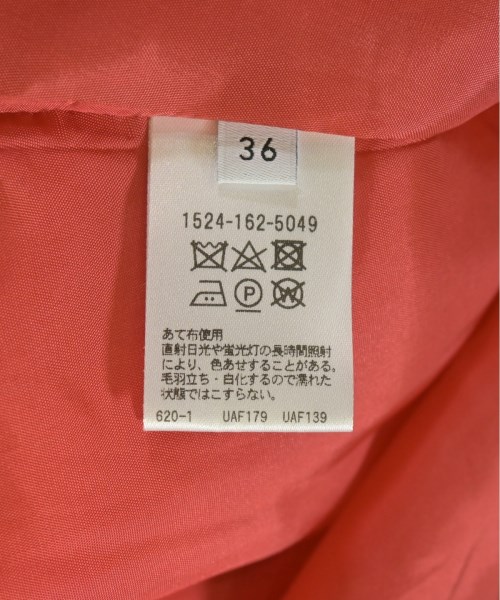 36
1524-162-5049
P
W
あて布使用
直射日光や蛍光灯の長時間照射
により、色あせすることがある。
毛羽立ち・白化するので濡れた
状態ではこすらない。
620-1 UAF179 UAF139